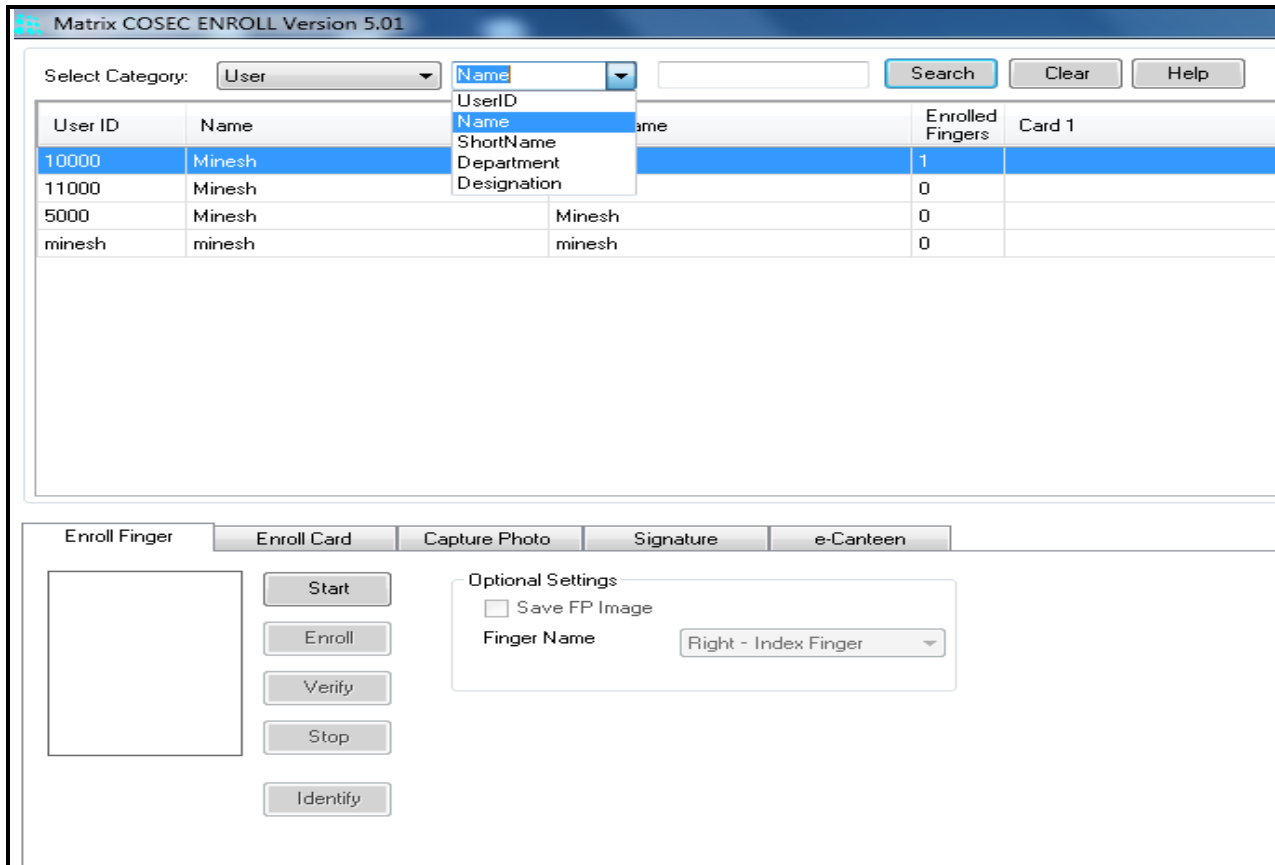 Matrix COSEC ENROLL Version 5.01
Select Category: User Name Search Clear Help
UserID
Name
ShortName
Department
Designation
User ID Name ame Enrolled Fingers Card 1
10000 Minesh 1
11000 Minesh 0
5000 Minesh Minesh 0
minesh minesh minesh 0
Enroll Finger Enroll Card Capture Photo Signature e-Canteen
Start
Enroll
Verify
Stop
Identify
Optional Settings
Save FP Image
Finger Name Right - Index Finger